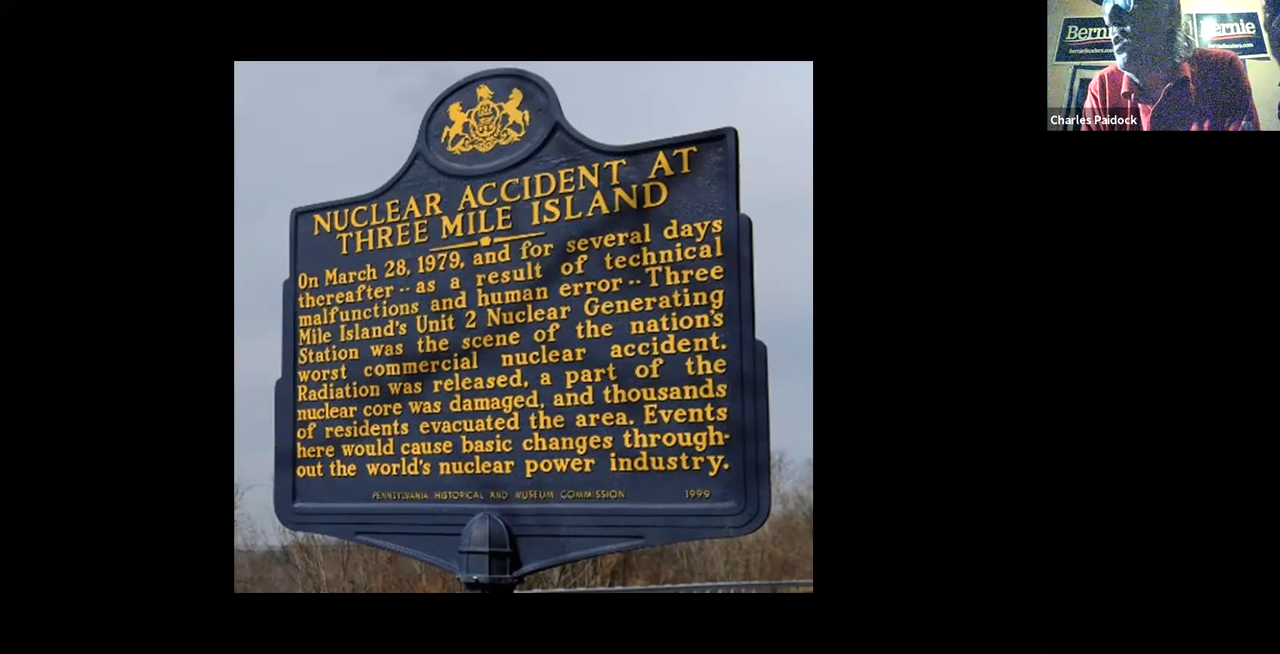 NUCLEAR ACCIDENT AT
THREE MILE ISLAND
On March 28, 1979, and for several days
thereafter -- as a result of technical
malfunctions and human error -- Three
Mile Island's Unit 2 Nuclear Generating
Station was the scene of the nation's
worst commercial nuclear accident.
Radiation was released, a part of the
nuclear core was damaged, and thousands
of residents evacuated the area. Events
here would cause basic changes through-
out the world's nuclear power industry.
PENNSYLVANIA HISTORICAL AND MUSEUM COMMISSION 1999
Bern
ernie
Charles Paidock